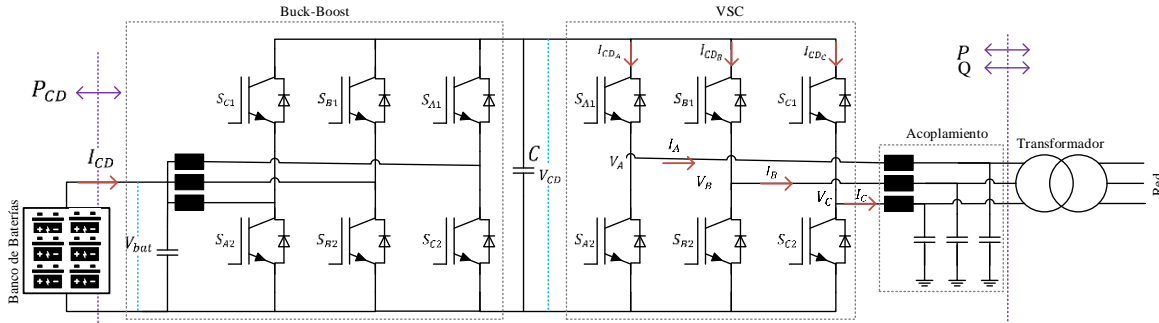 Buck-Boost
VSC
P_CD
I_CD
Banco de Baterías
V_bat
S_C1
S_B1
S_A1
S_A2
S_B2
S_C2
C
V_CD
I_CD_A
I_CD_B
I_CD_C
S_A1
S_B1
S_C1
V_A
I_A
V_B
I_B
V_C
I_C
S_A2
S_B2
S_C2
Acoplamiento
P
Q
Transformador
Red